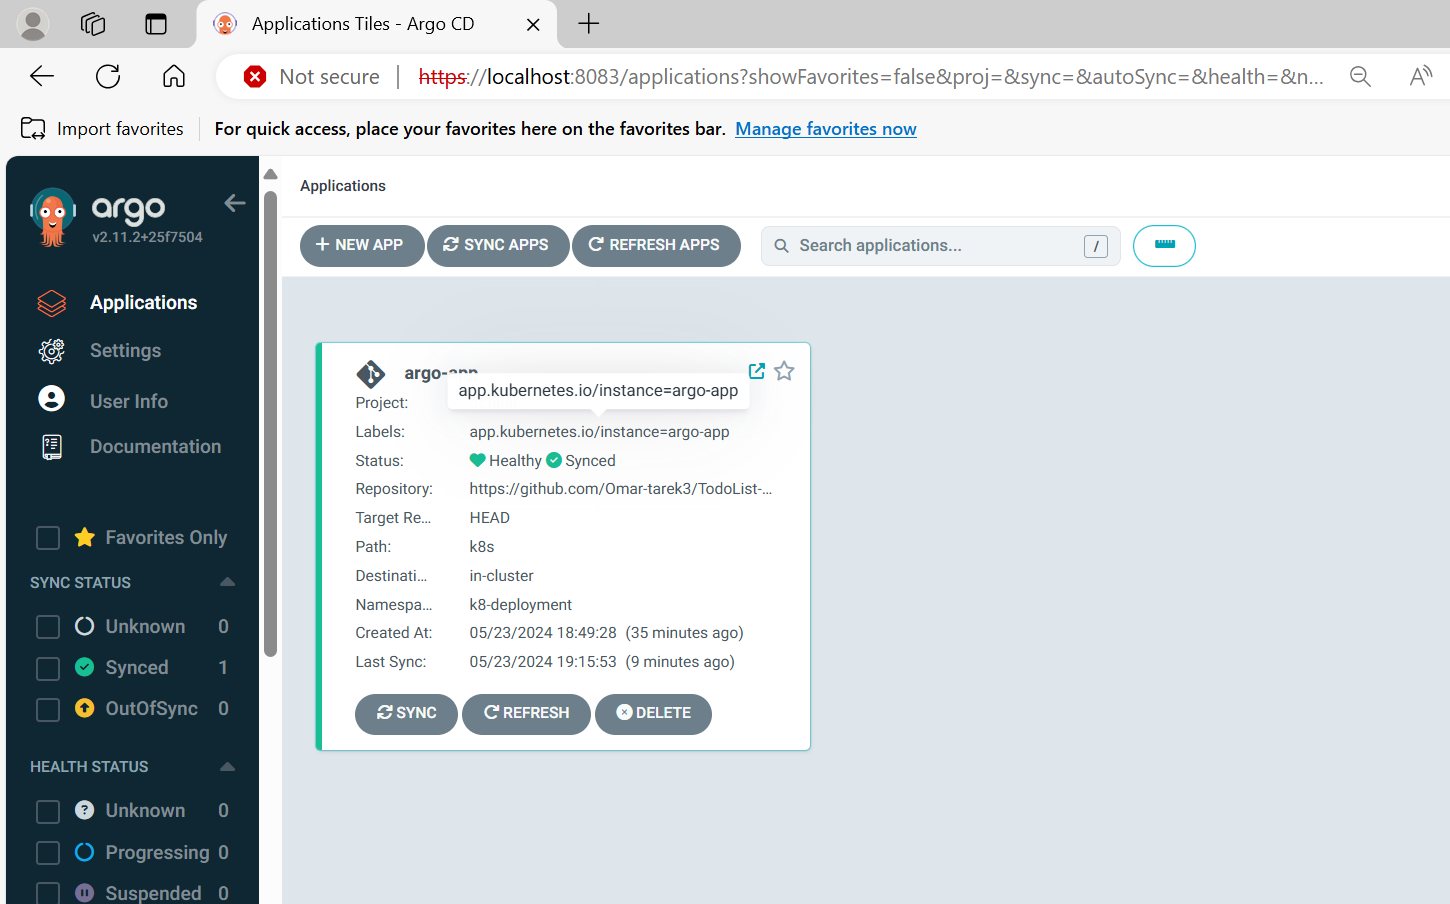 Applications Tiles - Argo CD
Not secure | https://localhost:8083/applications?showFavorites=false&proj=&sync=&autoSync=&health=&n...
Import favorites For quick access, place your favorites here on the favorites bar. Manage favorites now
argo
v2.11.2+25f7504
Applications
Settings
User Info
Documentation
Favorites Only
SYNC STATUS
Unknown 0
Synced 1
OutOfSync 0
HEALTH STATUS
Unknown 0
Progressing 0
Suspended 0
Applications
NEW APP SYNC APPS REFRESH APPS Search applications... /
argo-app
app.kubernetes.io/instance=argo-app
Project:
Labels: app.kubernetes.io/instance=argo-app
Status: Healthy Synced
Repository: https://github.com/Omar-tarek3/TodoList-...
Target Re... HEAD
Path: k8s
Destinati... in-cluster
Namespa... k8-deployment
Created At: 05/23/2024 18:49:28 (35 minutes ago)
Last Sync: 05/23/2024 19:15:53 (9 minutes ago)
SYNC REFRESH DELETE